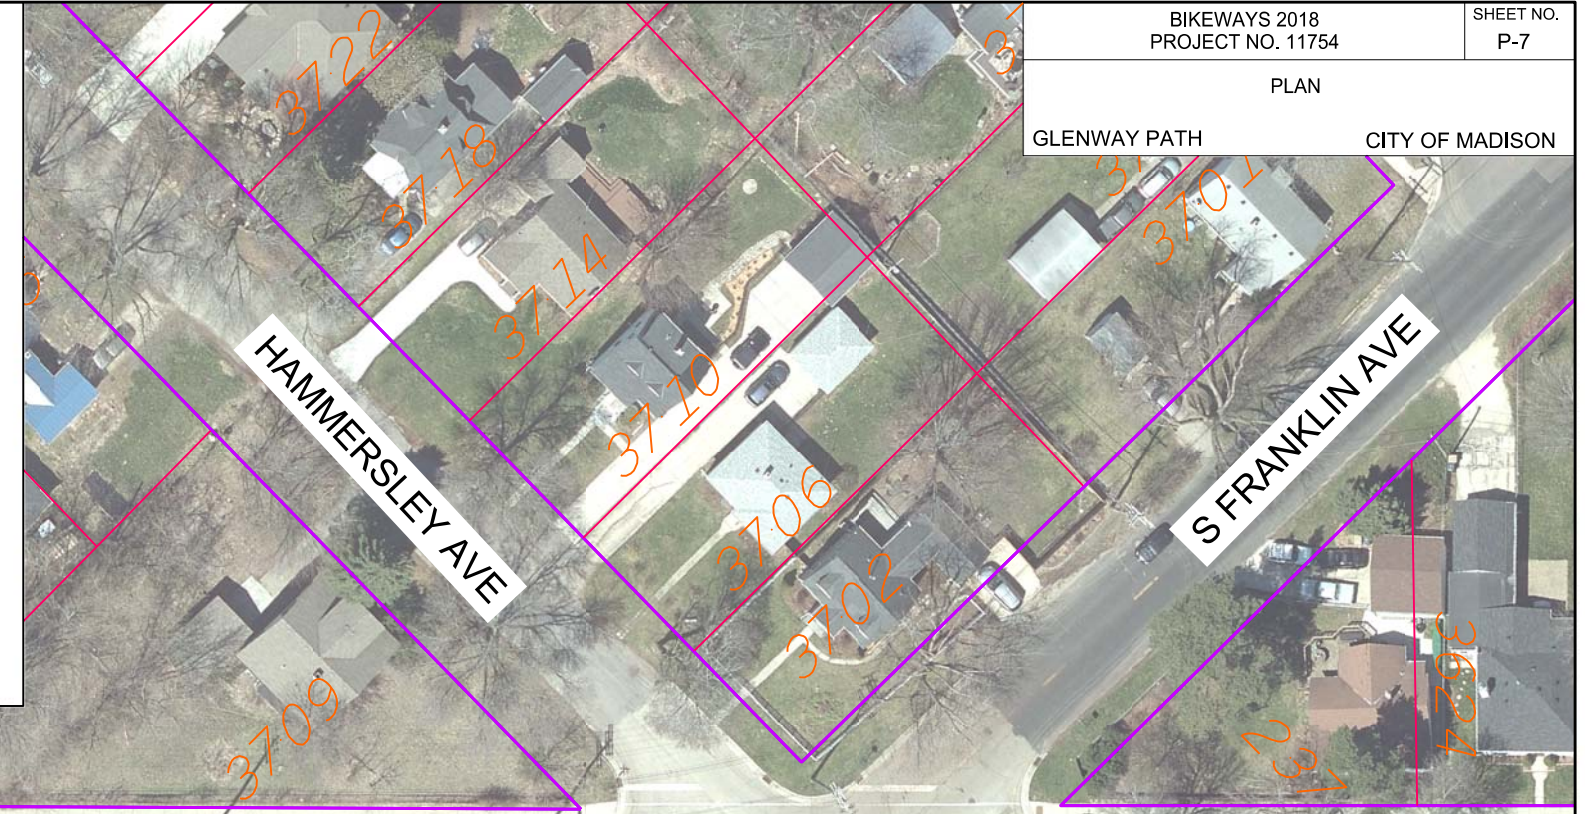 BIKEWAYS 2018
PROJECT NO. 11754
SHEET NO.
P-7
PLAN
GLENWAY PATH
CITY OF MADISON
3722
3718
3714
3710
3706
3702
3701
3709
3624
HAMMERSLEY AVE
S FRANKLIN AVE